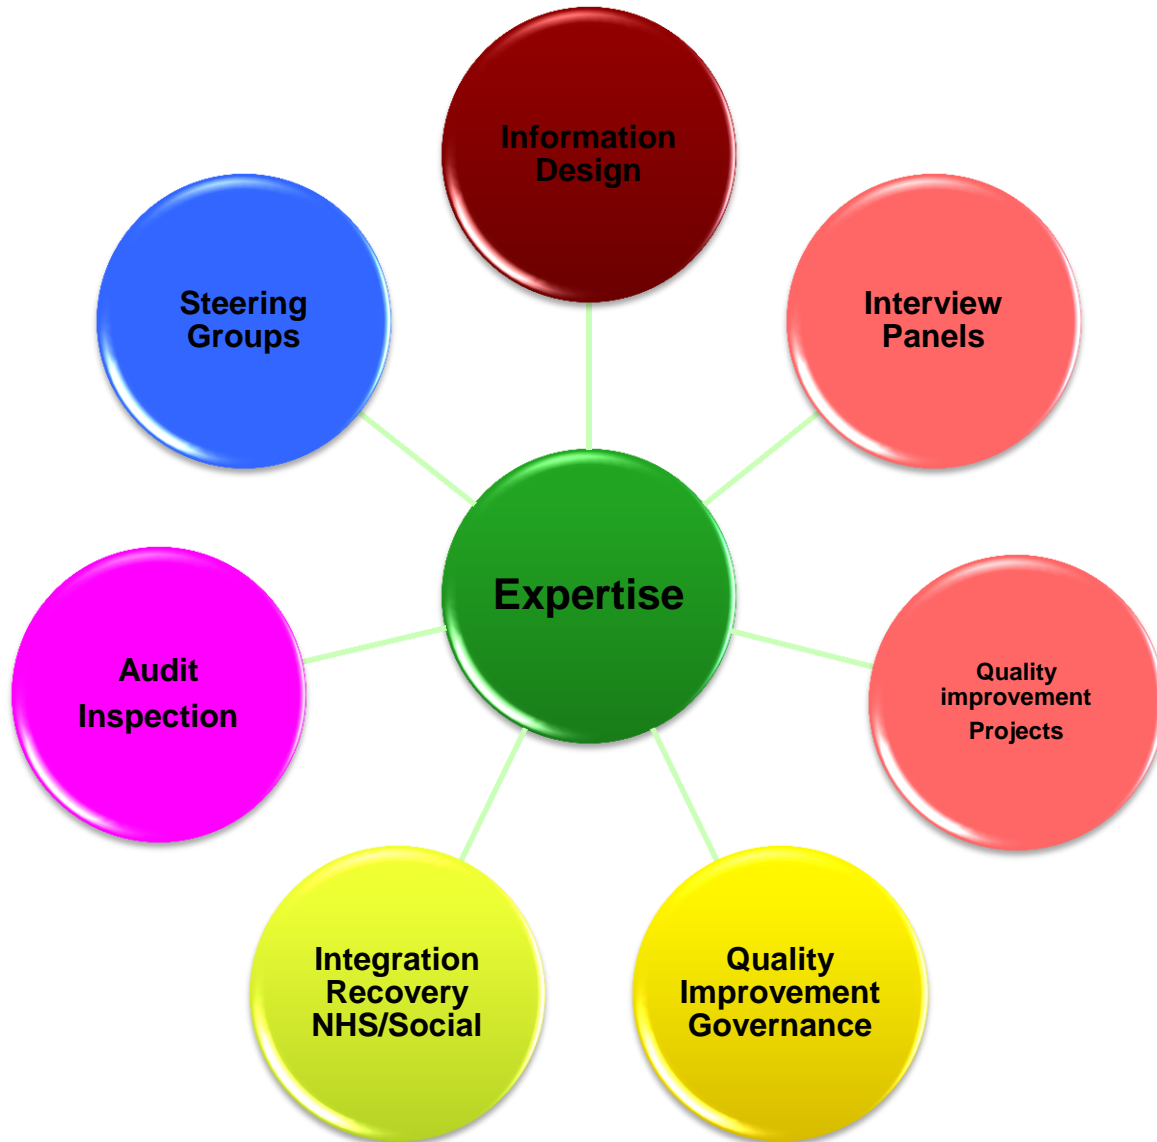 Information
Design
Interview
Panels
Quality
improvement
Projects
Quality
Improvement
Governance
Integration
Recovery
NHS/Social
Audit
Inspection
Steering
Groups
Expertise